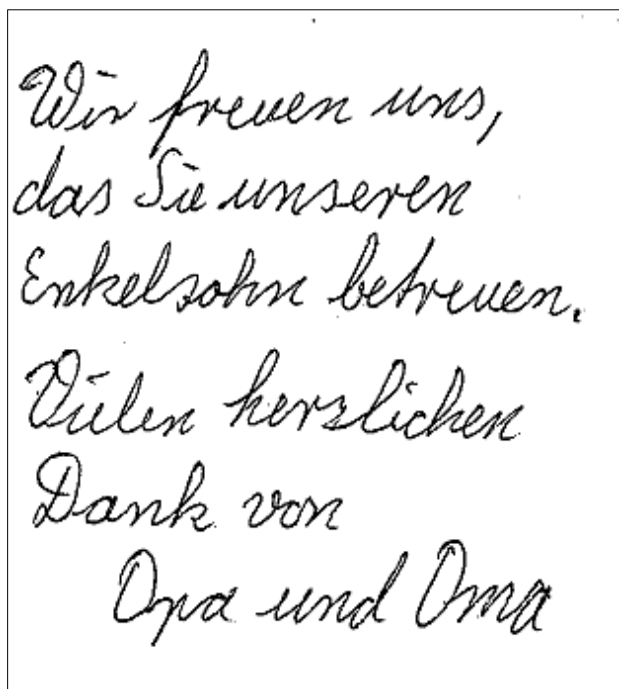 Wir freuen uns,
das Sie unseren
Enkelsohn betreuen.
Vielen herzlichen
Dank von
Opa und Oma